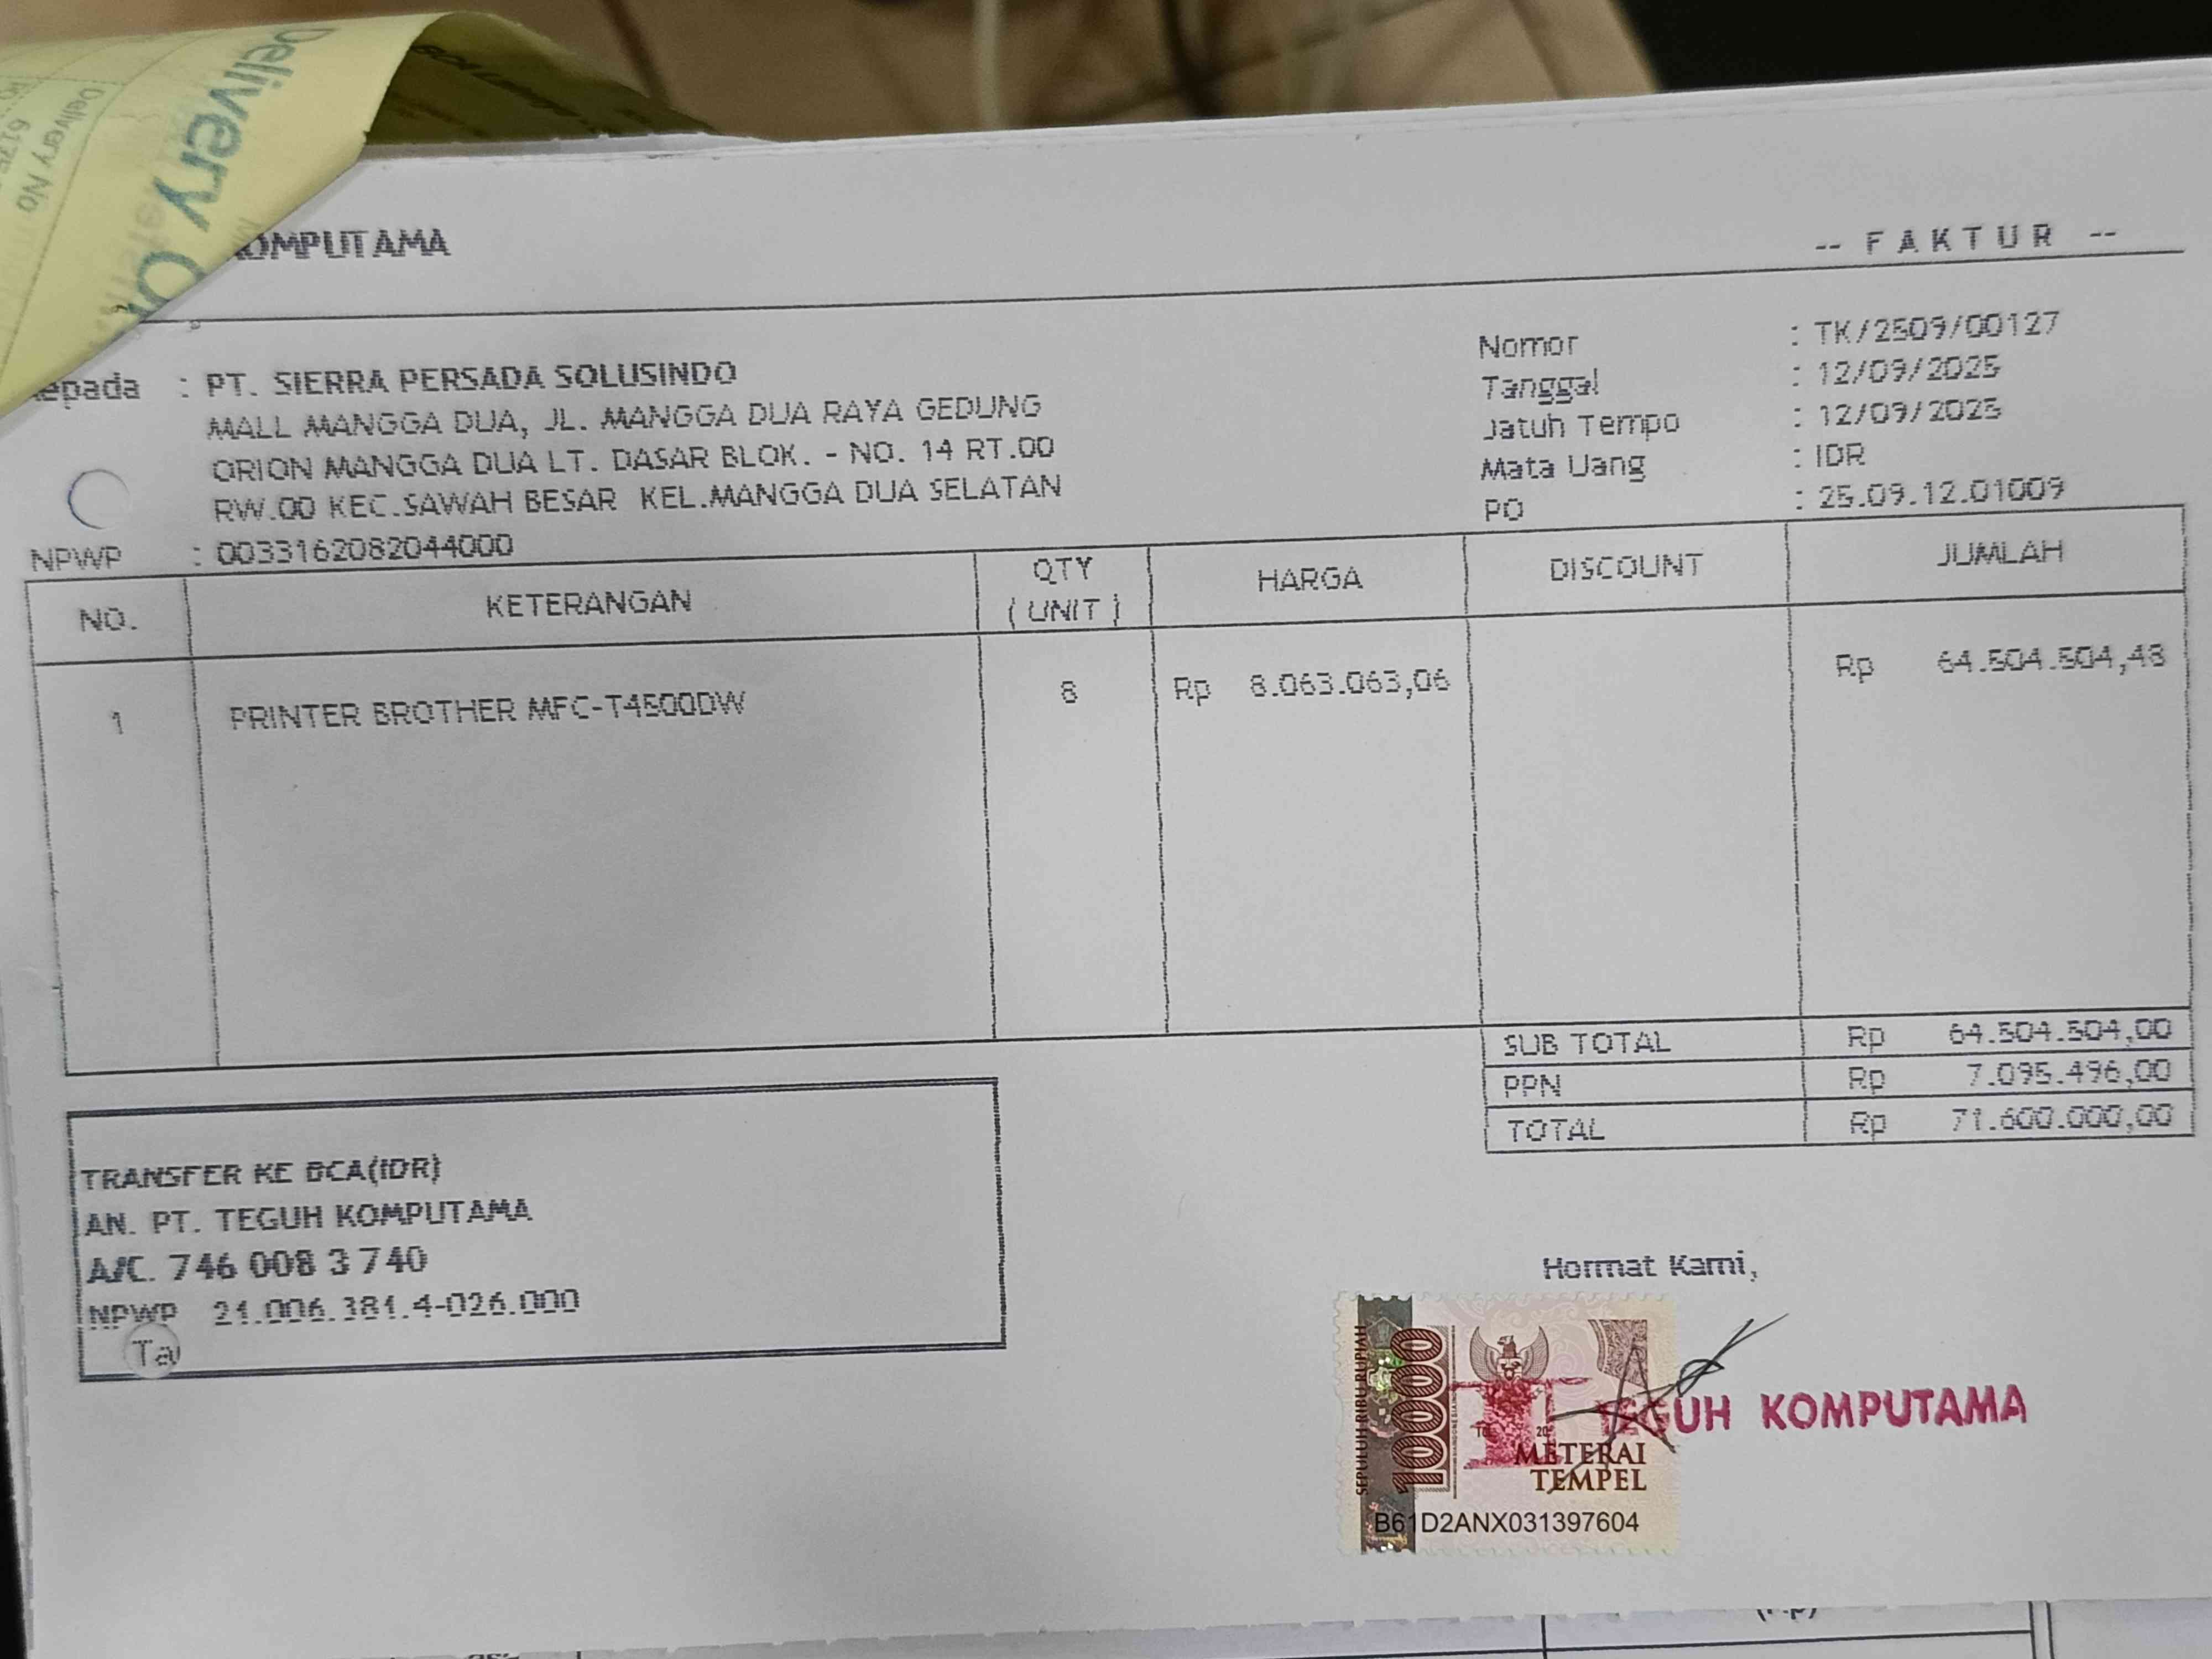 Delivery
Delivery No
OMPUTAMA
-- FAKTUR --
epada : PT. SIERRA PERSADA SOLUSINDO
MALL MANGGA DUA, JL. MANGGA DUA RAYA GEDUNG
ORION MANGGA DUA LT. DASAR BLOK. - NO. 14 RT.00
RW.00 KEC.SAWAH BESAR KEL.MANGGA DUA SELATAN
NPWP : 0033162082044000
Nomor : TK/2509/00127
Tanggal : 12/09/2025
Jatuh Tempo : 12/09/2025
Mata Uang : IDR
PO : 25.09.12.01009
NO. KETERANGAN QTY ( UNIT ) HARGA DISCOUNT JUMLAH
1 PRINTER BROTHER MFC-T4500DW 8 Rp 8.063.063,06 Rp 64.504.504,48
SUB TOTAL Rp 64.504.504,00
PPN Rp 7.095.496,00
TOTAL Rp 71.600.000,00
TRANSFER KE BCA(IDR)
AN. PT. TEGUH KOMPUTAMA
A/C. 746 008 3 740
NPWP 21.006.381.4-026.000
Ta
Hormat Kami,
SEPULUH RIBU RUPIAH
10000
TEGUH KOMPUTAMA
METERAI
TEMPEL
B61D2ANX031397604
(Rp)